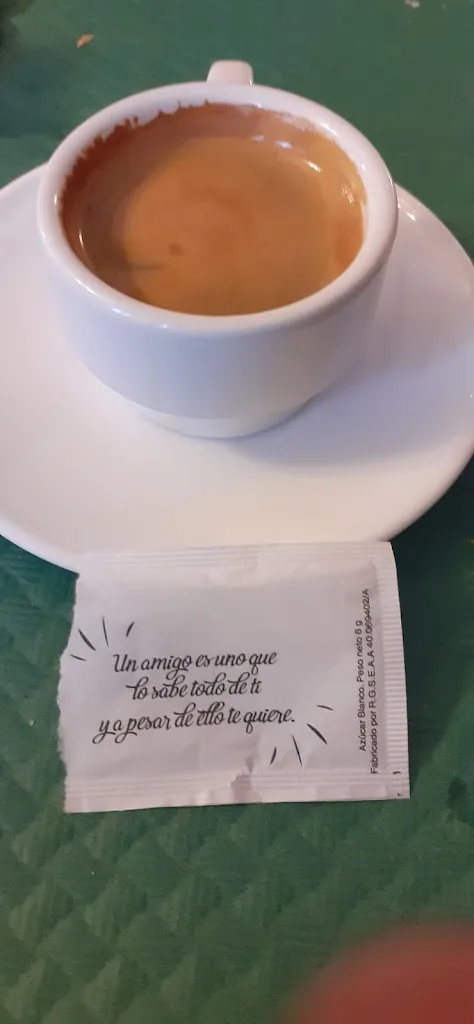 Un amigo es uno que
lo sabe todo de ti
y a pesar de ello te quiere.
Azúcar Blanco. Peso neto 8 g
Fabricado por R.G.S.E.A.A 40.069402/A